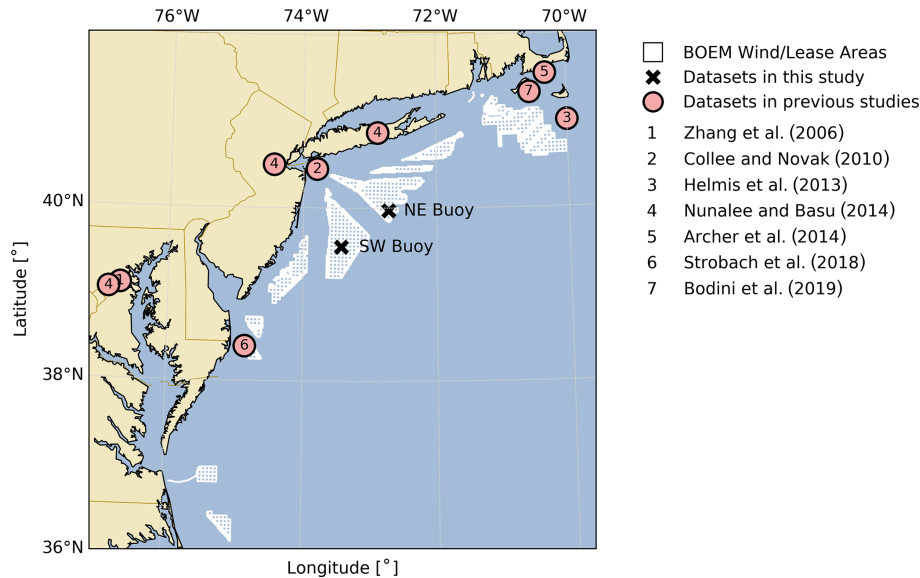 76°W 74°W 72°W 70°W
BOEM Wind/Lease Areas
Datasets in this study
Datasets in previous studies
1 Zhang et al. (2006)
2 Collee and Novak (2010)
3 Helmis et al. (2013)
4 Nunalee and Basu (2014)
5 Archer et al. (2014)
6 Strobach et al. (2018)
7 Bodini et al. (2019)
5
7
3
4
4
2
40°N
NE Buoy
SW Buoy
4 1
6
38°N
36°N
Latitude [˚]
Longitude [˚]